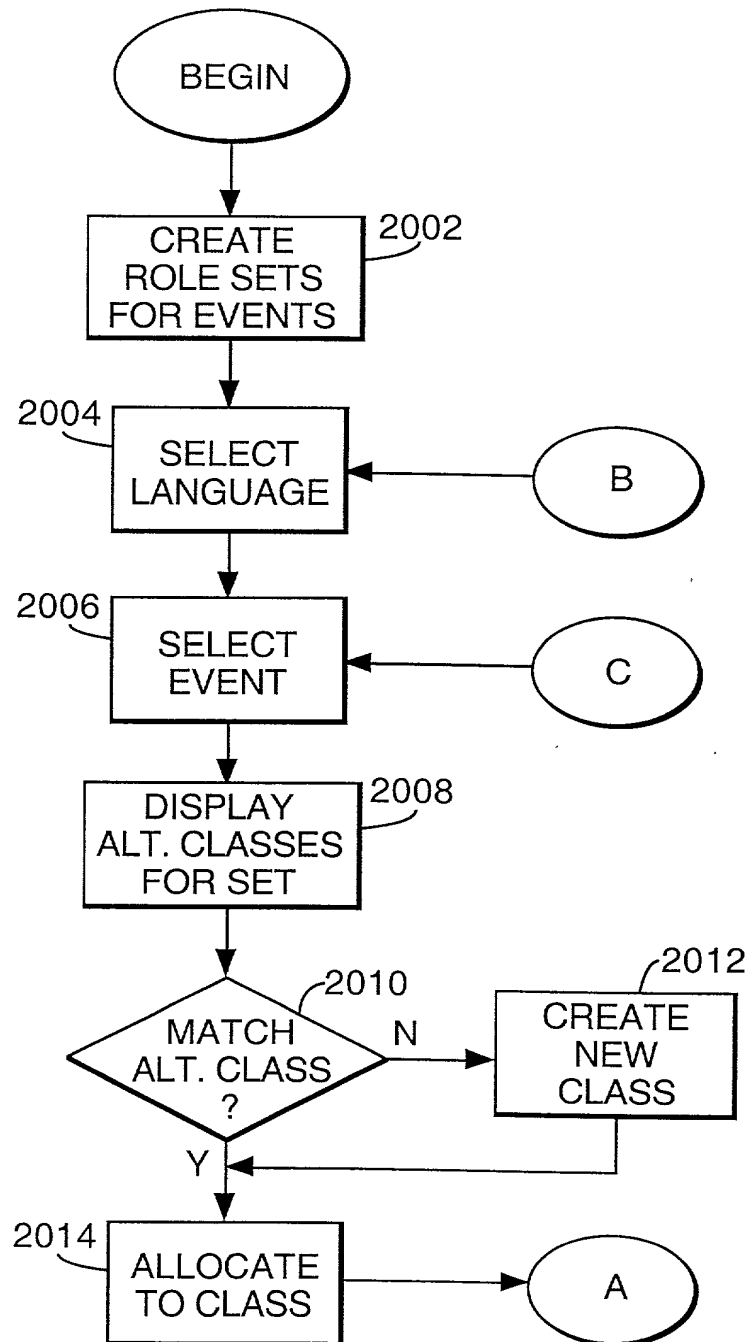 BEGIN
CREATE
ROLE SETS
FOR EVENTS
2002
2004
SELECT
LANGUAGE
B
2006
SELECT
EVENT
C
DISPLAY
ALT. CLASSES
FOR SET
2008
2010
MATCH
ALT. CLASS
?
N
2012
CREATE
NEW
CLASS
Y
2014
ALLOCATE
TO CLASS
A